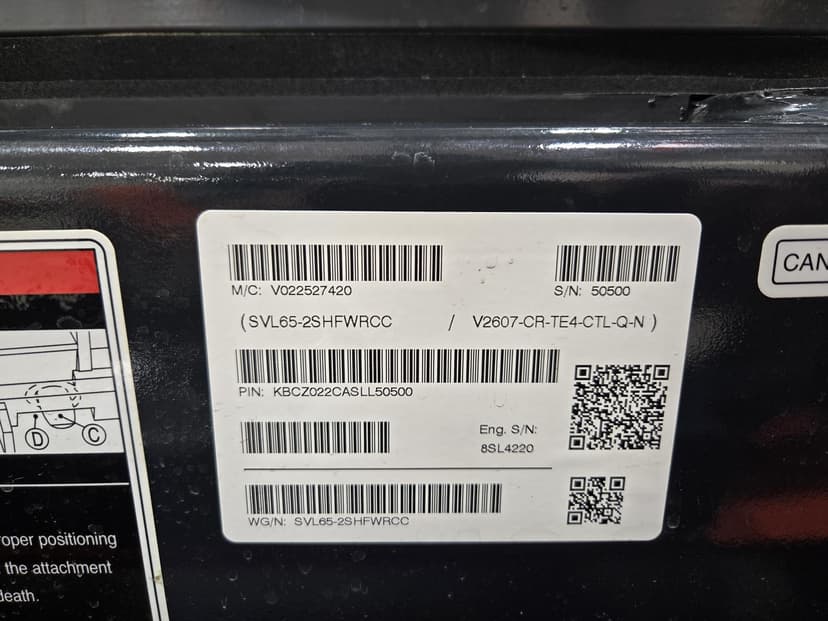 M/C: V022527420
S/N: 50500
(SVL65-2SHFWRCC / V2607-CR-TE4-CTL-Q-N )
PIN: KBCZ022CASLL50500
Eng. S/N:
8SL4220
WG/N: SVL65-2SHFWRCC
CAN
D C
oper positioning
the attachment
death.